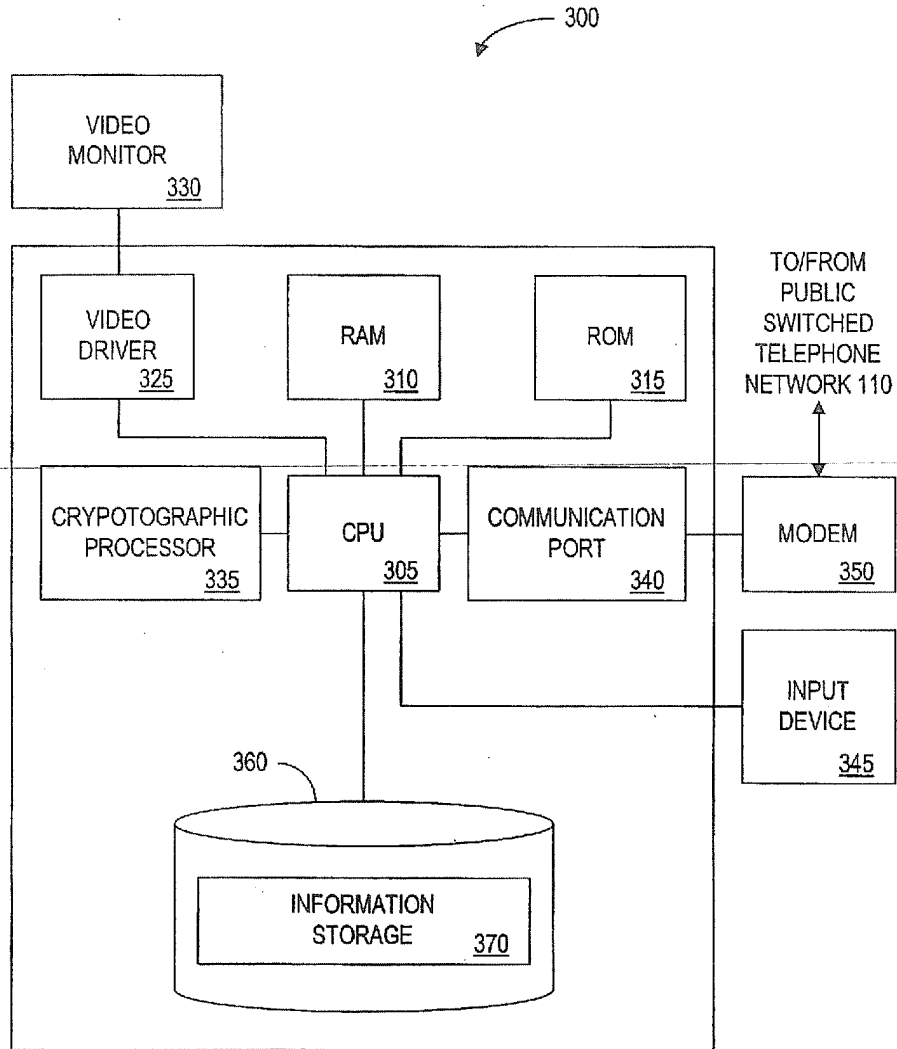 300
VIDEO
MONITOR
330
VIDEO
DRIVER
325
RAM
310
ROM
315
TO/FROM
PUBLIC
SWITCHED
TELEPHONE
NETWORK 110
CRYPOTOGRAPHIC
PROCESSOR
335
CPU
305
COMMUNICATION
PORT
340
MODEM
350
INPUT
DEVICE
345
360
INFORMATION
STORAGE
370